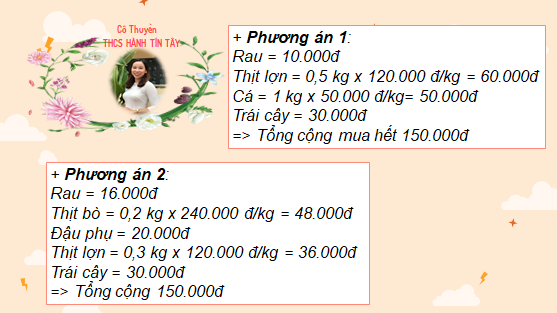 Cô Thuyền
THCS HÀNH TÍN TÂY
+ Phương án 1:
Rau = 10.000đ
Thịt lợn = 0,5 kg x 120.000 đ/kg = 60.000đ
Cá = 1 kg x 50.000 đ/kg= 50.000đ
Trái cây = 30.000đ
=> Tổng cộng mua hết 150.000đ
+ Phương án 2:
Rau = 16.000đ
Thịt bò = 0,2 kg x 240.000 đ/kg = 48.000đ
Đậu phụ = 20.000đ
Thịt lợn = 0,3 kg x 120.000 đ/kg = 36.000đ
Trái cây = 30.000đ
=> Tổng cộng 150.000đ